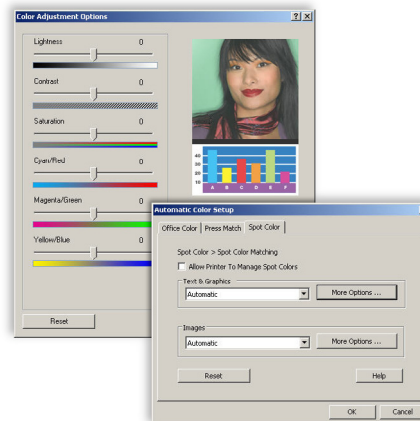 Color Adjustment Options
Lightness 0
Contrast 0
Saturation 0
Cyan/Red 0
Magenta/Green 0
Yellow/Blue 0
Reset
40
30
20
10
A B C D E F
Automatic Color Setup
Office Color Press Match Spot Color
Spot Color > Spot Color Matching
Allow Printer To Manage Spot Colors
Text & Graphics
Automatic More Options ...
Images
Automatic More Options ...
Reset Help
OK Cancel